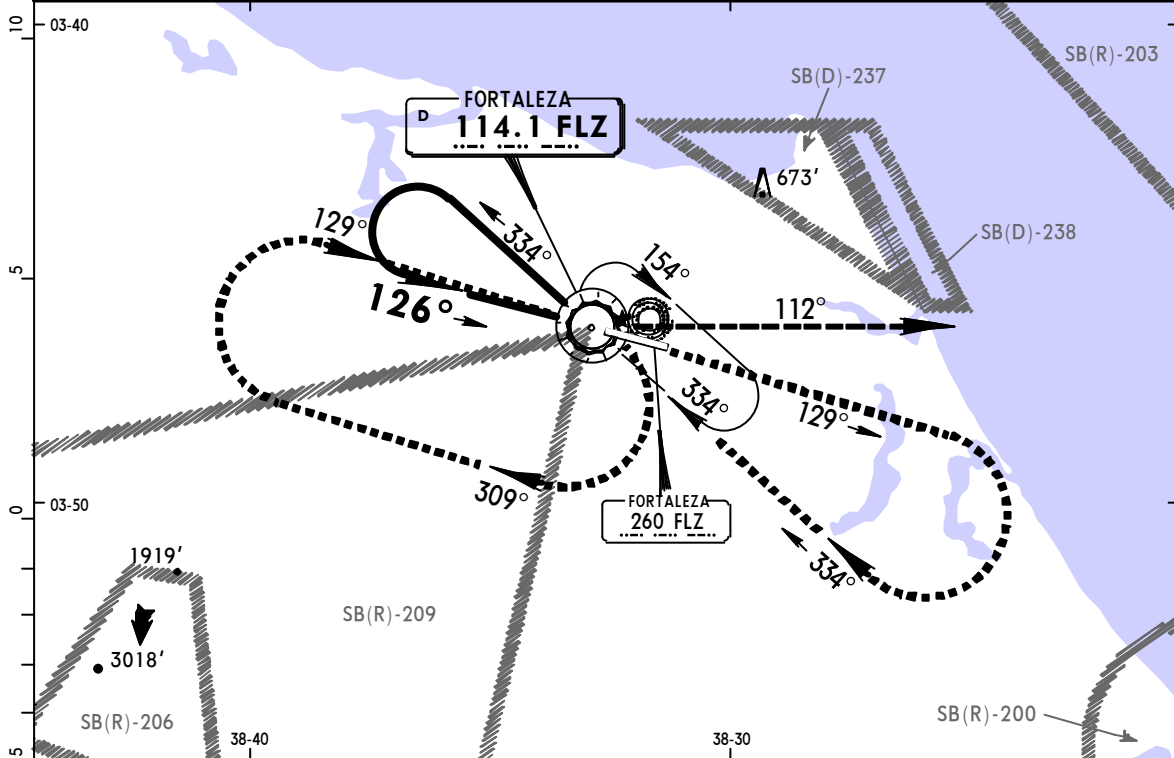 10
03-40
SB(R)-203
SB(D)-237
FORTALEZA
D
114.1 FLZ
673'
129°
334°
154°
SB(D)-238
5
126°
112°
334°
129°
309°
FORTALEZA
260 FLZ
0
03-50
1919'
334°
SB(R)-209
3018'
SB(R)-206
SB(R)-200
38-40
38-30
5